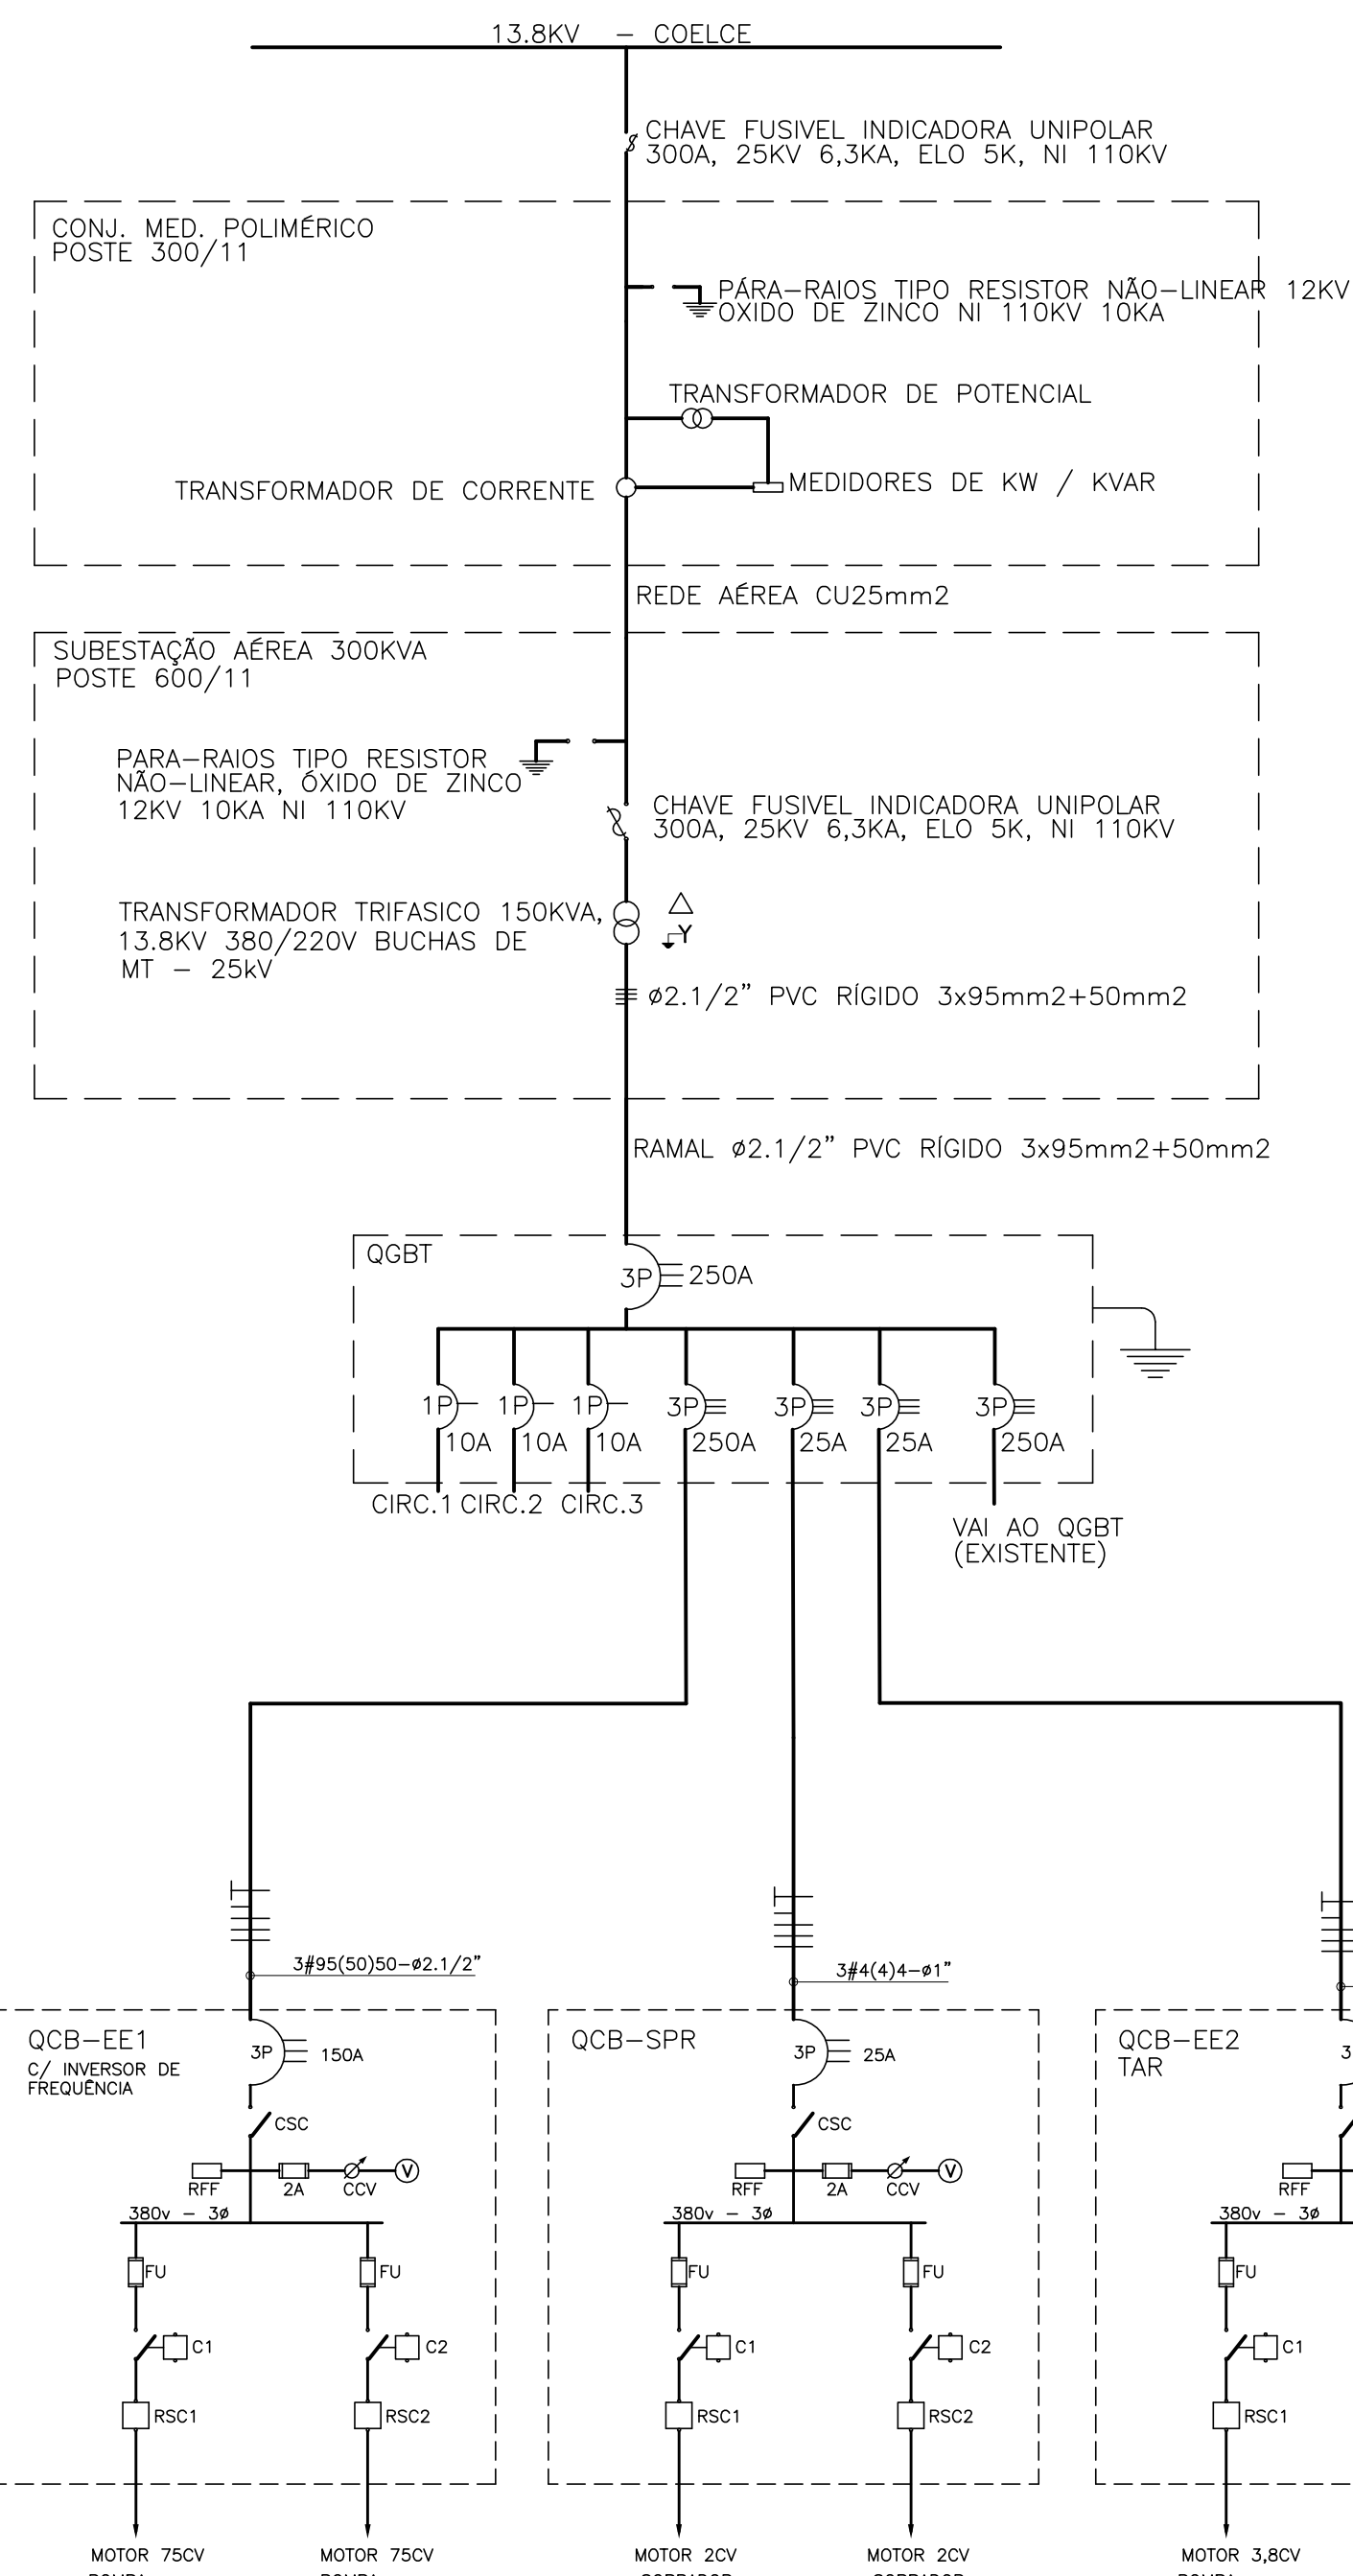 13.8KV – COELCE
CHAVE FUSIVEL INDICADORA UNIPOLAR
300A, 25KV 6,3KA, ELO 5K, NI 110KV
CONJ. MED. POLIMÉRICO
POSTE 300/11
PÁRA–RAIOS TIPO RESISTOR NÃO–LINEAR 12KV
OXIDO DE ZINCO NI 110KV 10KA
TRANSFORMADOR DE POTENCIAL
TRANSFORMADOR DE CORRENTE
MEDIDORES DE KW / KVAR
REDE AÉREA CU25mm2
SUBESTAÇÃO AÉREA 300KVA
POSTE 600/11
PARA–RAIOS TIPO RESISTOR
NÃO–LINEAR, ÓXIDO DE ZINCO
12KV 10KA NI 110KV
CHAVE FUSIVEL INDICADORA UNIPOLAR
300A, 25KV 6,3KA, ELO 5K, NI 110KV
TRANSFORMADOR TRIFASICO 150KVA,
13.8KV 380/220V BUCHAS DE
MT – 25kV
Y
ø2.1/2" PVC RÍGIDO 3x95mm2+50mm2
RAMAL ø2.1/2" PVC RÍGIDO 3x95mm2+50mm2
QGBT
3P 250A
1P 1P 1P 3P 3P 3P 3P
10A 10A 10A 250A 25A 25A 250A
CIRC.1 CIRC.2 CIRC.3
VAI AO QGBT
(EXISTENTE)
3#95(50)50–ø2.1/2"
3#4(4)4–ø1"
QCB–EE1
C/ INVERSOR DE
FREQUÊNCIA
3P 150A
CSC
RFF 2A CCV V
380v – 3ø
FU FU
C1 C2
RSC1 RSC2
MOTOR 75CV MOTOR 75CV
QCB–SPR
3P 25A
CSC
RFF 2A CCV V
380v – 3ø
FU FU
C1 C2
RSC1 RSC2
MOTOR 2CV MOTOR 2CV
QCB–EE2
TAR
3
RFF
380v – 3ø
FU
C1
RSC1
MOTOR 3,8CV